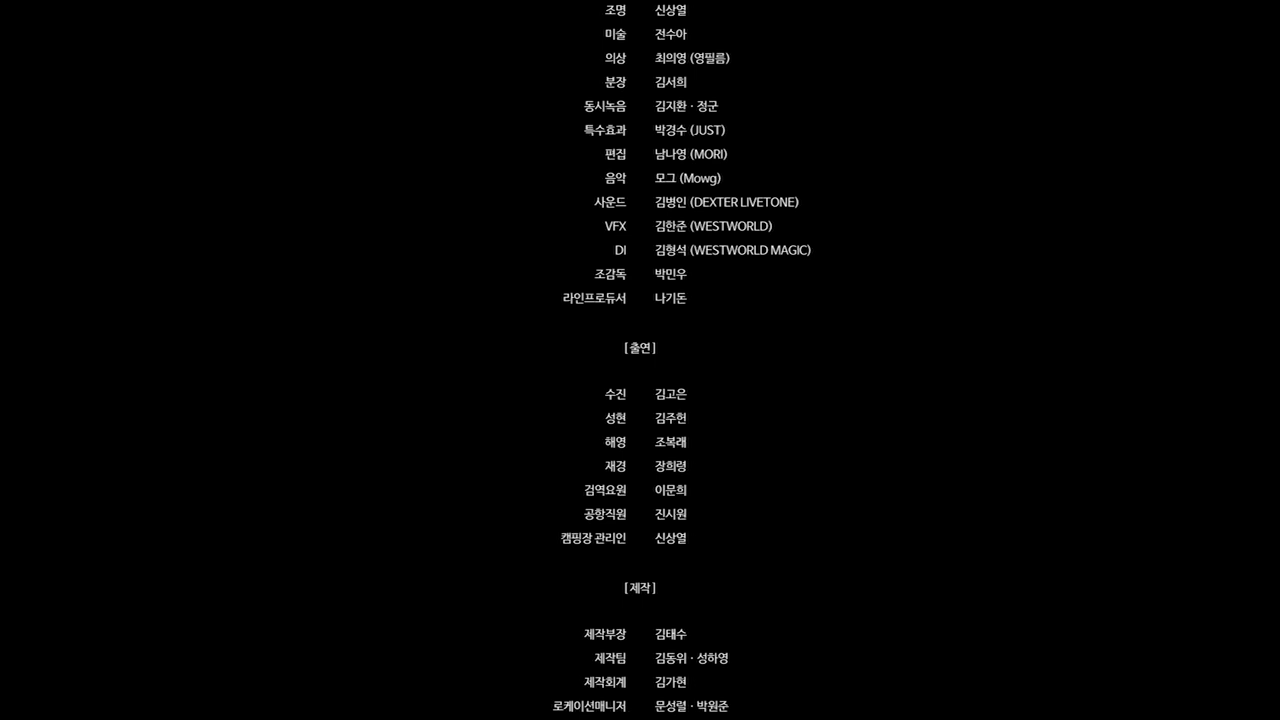 조명 신상열
미술 전수아
의상 최의영 (영필름)
분장 김서희
동시녹음 김지환 · 정군
특수효과 박경수 (JUST)
편집 남나영 (MORI)
음악 모그 (Mowg)
사운드 김병인 (DEXTER LIVETONE)
VFX 김한준 (WESTWORLD)
DI 김형석 (WESTWORLD MAGIC)
조감독 박민우
라인프로듀서 나기돈
[ 출연 ]
수진 김고은
성현 김주헌
해영 조복래
재경 장희령
검역요원 이문희
공항직원 진시원
캠핑장 관리인 신상열
[ 제작 ]
제작부장 김태수
제작팀 김동위 · 성하영
제작회계 김가현
로케이션매니저 문성렬 · 박원준